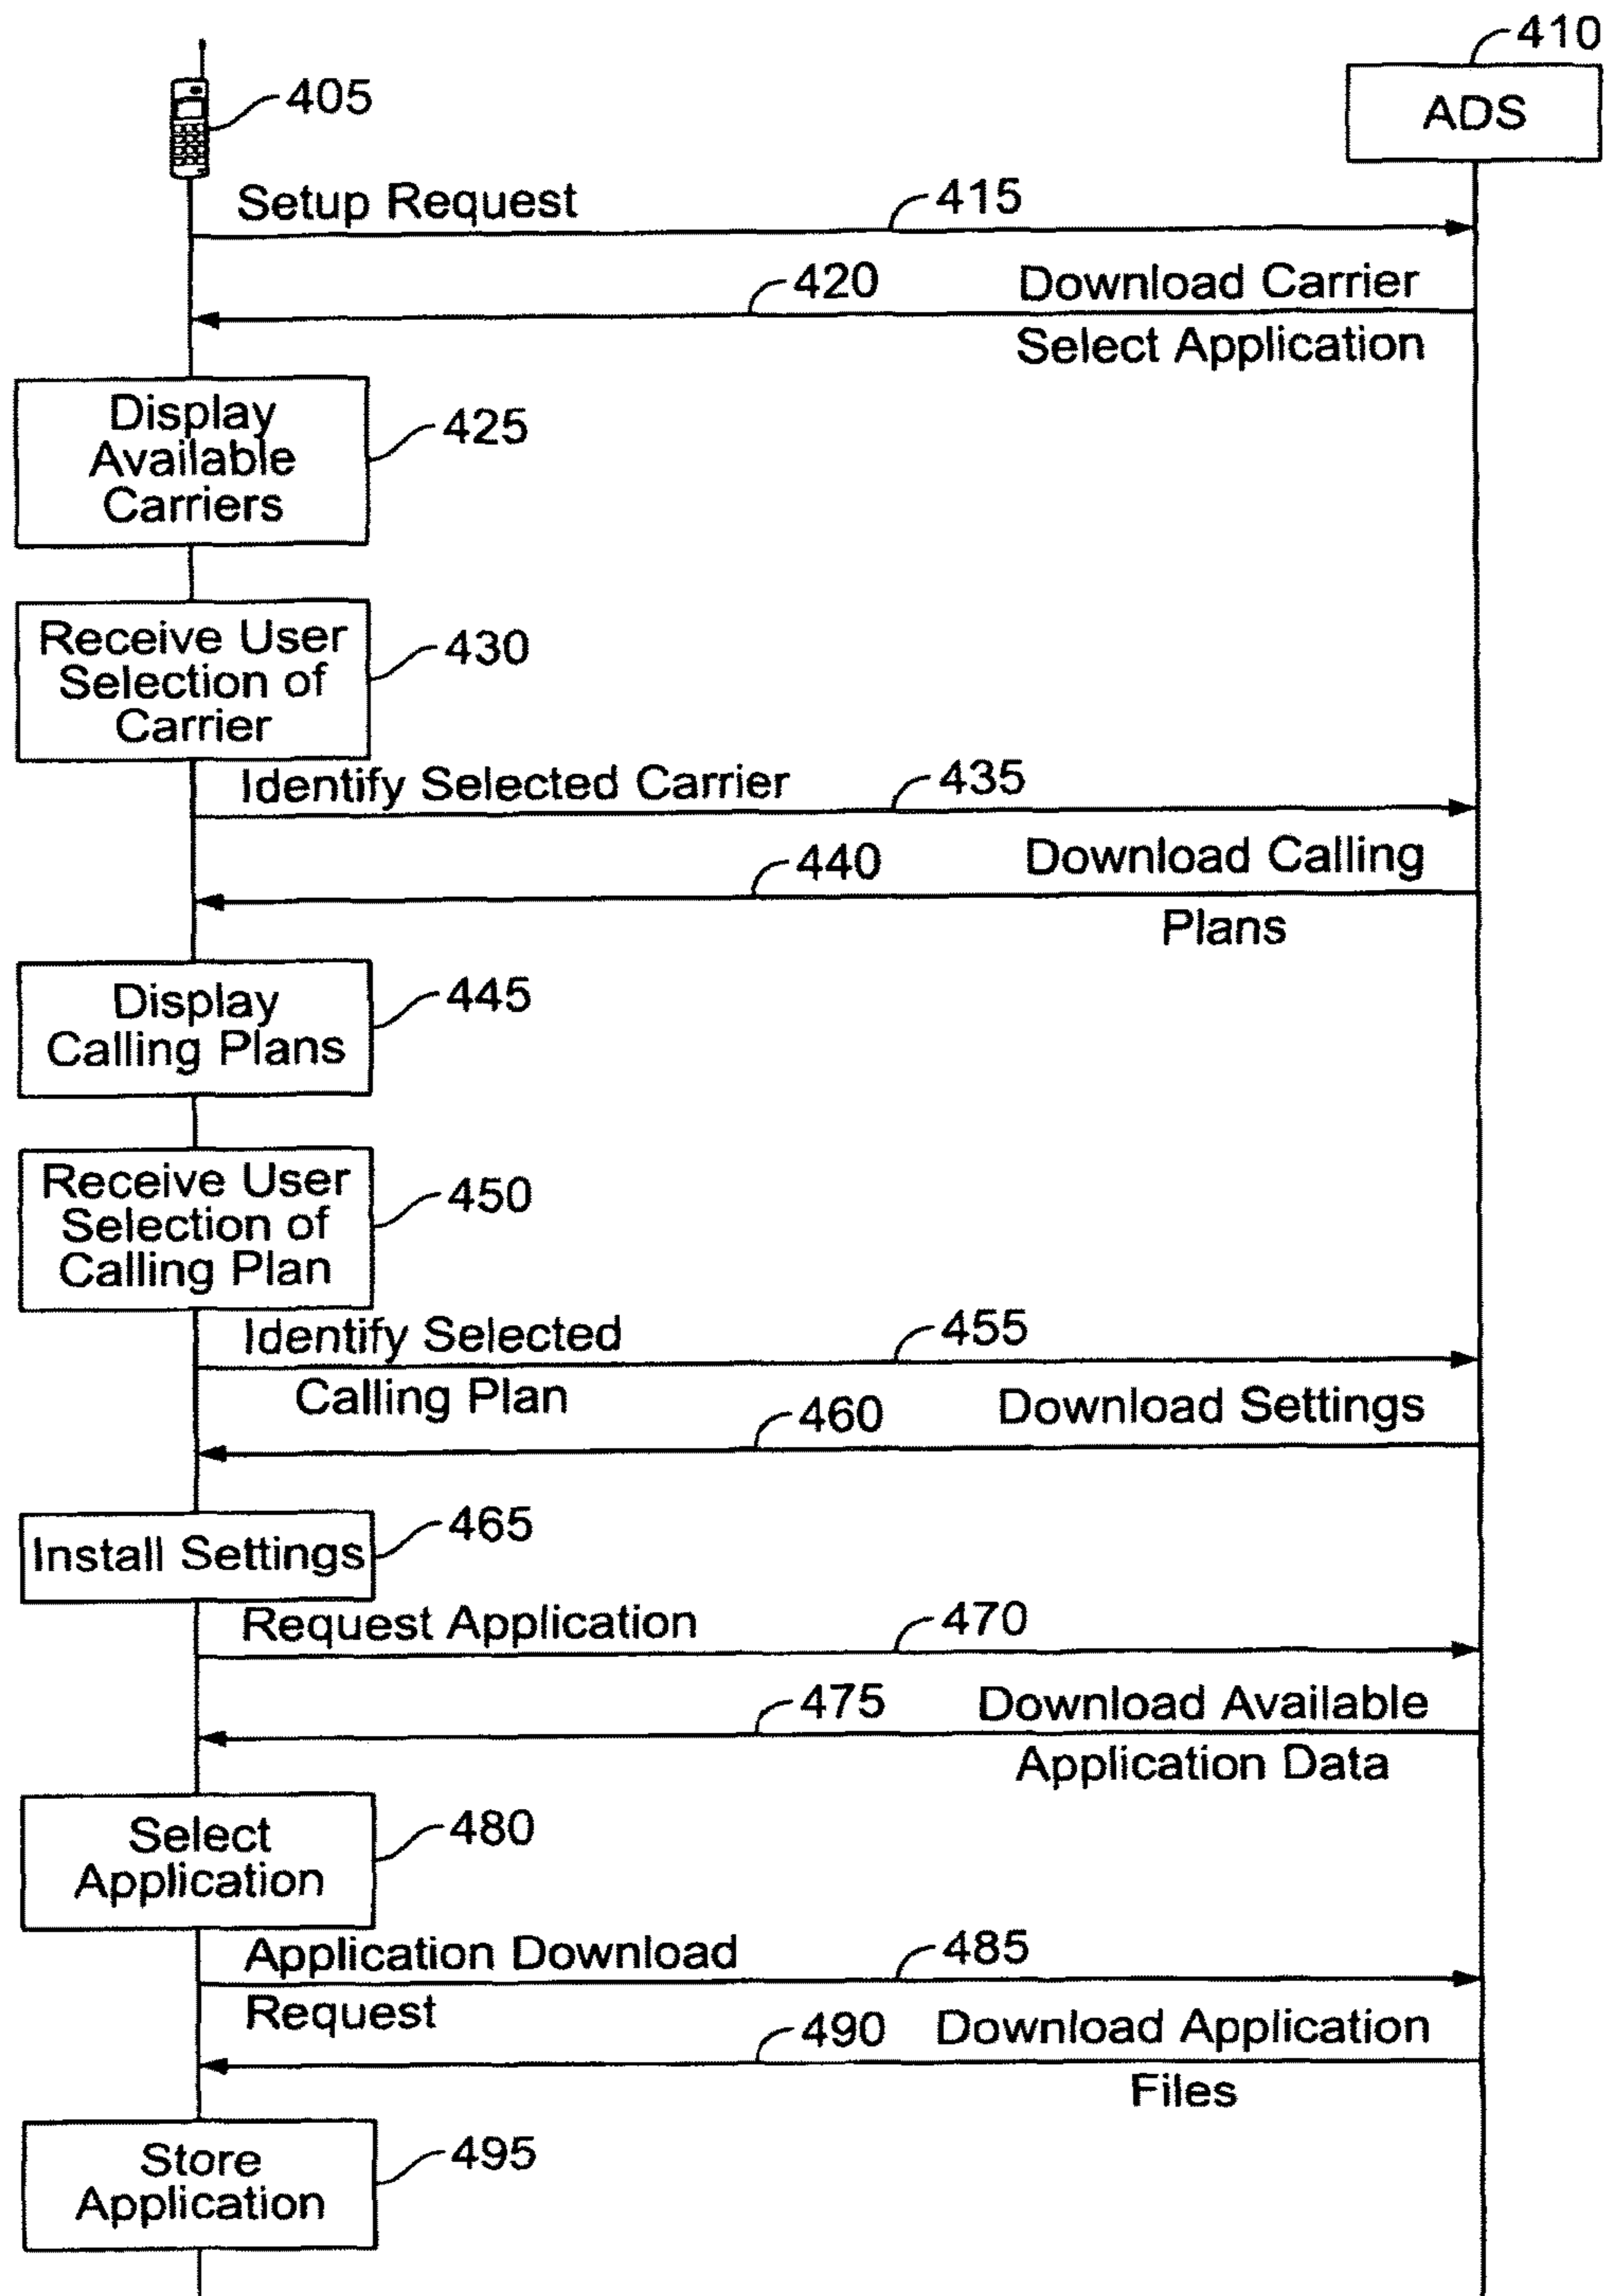 410
ADS
405
Setup Request
415
420
Download Carrier
Select Application
Display
Available
Carriers
425
Receive User
Selection of
Carrier
430
Identify Selected Carrier
435
440
Download Calling
Plans
Display
Calling Plans
445
Receive User
Selection of
Calling Plan
450
Identify Selected
Calling Plan
455
460
Download Settings
Install Settings
465
Request Application
470
475
Download Available
Application Data
Select
Application
480
Application Download
Request
485
490
Download Application
Files
Store
Application
495